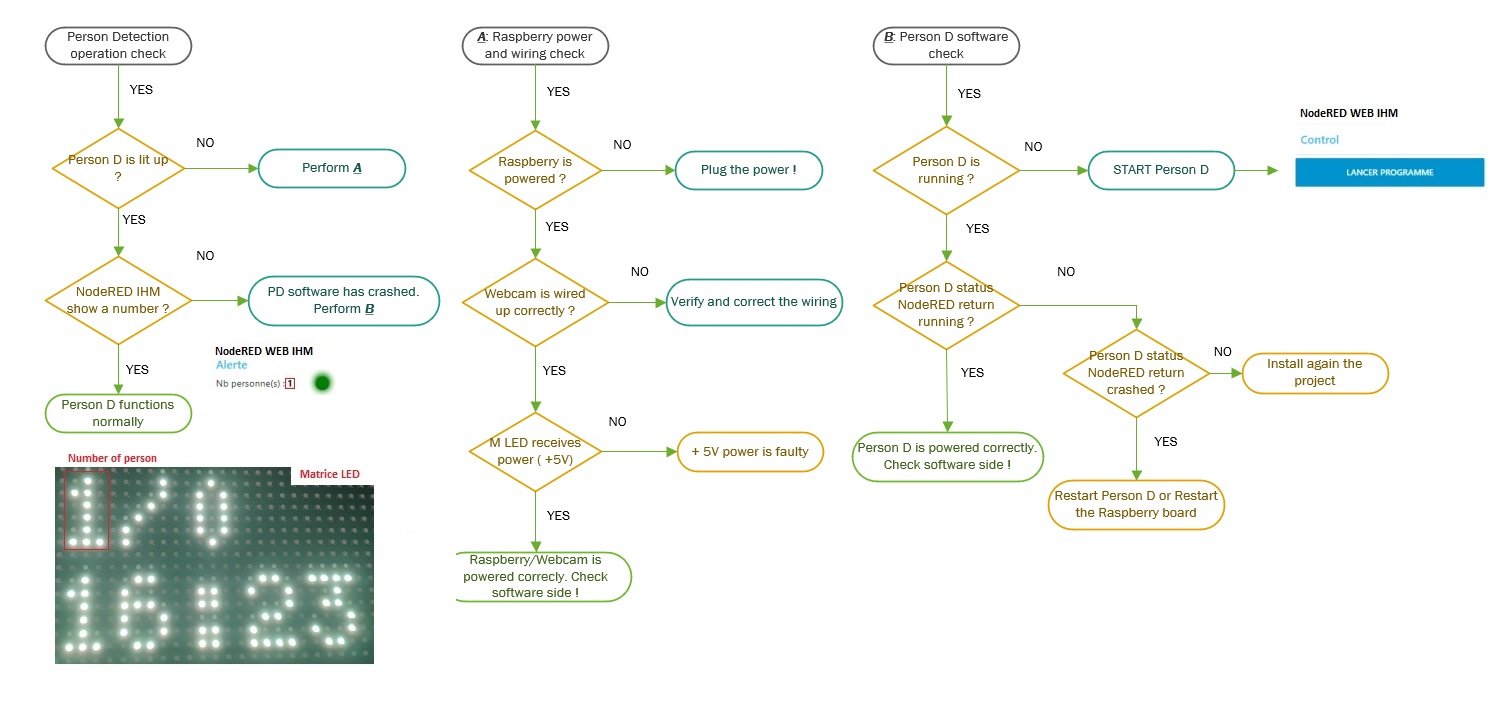 Person Detection
operation check
YES
Person D is lit up
?
NO
Perform A
YES
NodeRED IHM
show a number ?
NO
PD software has crashed.
Perform B
YES
Person D functions
normally
NodeRED WEB IHM
Alerte
Nb personne(s) :1
Number of person
Matrice LED
1/0
16:23
A: Raspberry power
and wiring check
YES
Raspberry is
powered ?
NO
Plug the power !
YES
Webcam is wired
up correctly ?
NO
Verify and correct the wiring
YES
M LED receives
power ( +5V)
NO
+ 5V power is faulty
YES
Raspberry/Webcam is
powered correcly. Check
software side !
B: Person D software
check
YES
Person D is
running ?
NO
START Person D
NodeRED WEB IHM
Control
LANCER PROGRAMME
YES
Person D status
NodeRED return
running ?
NO
Person D status
NodeRED return
crashed ?
NO
Install again the
project
YES
Person D is powered correctly.
Check software side !
YES
Restart Person D or Restart
the Raspberry board